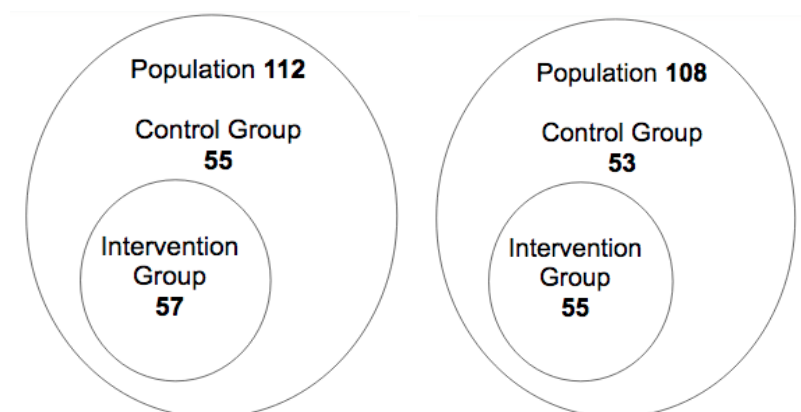 Population 112
Control Group
55
Intervention
Group
57
Population 108
Control Group
53
Intervention
Group
55